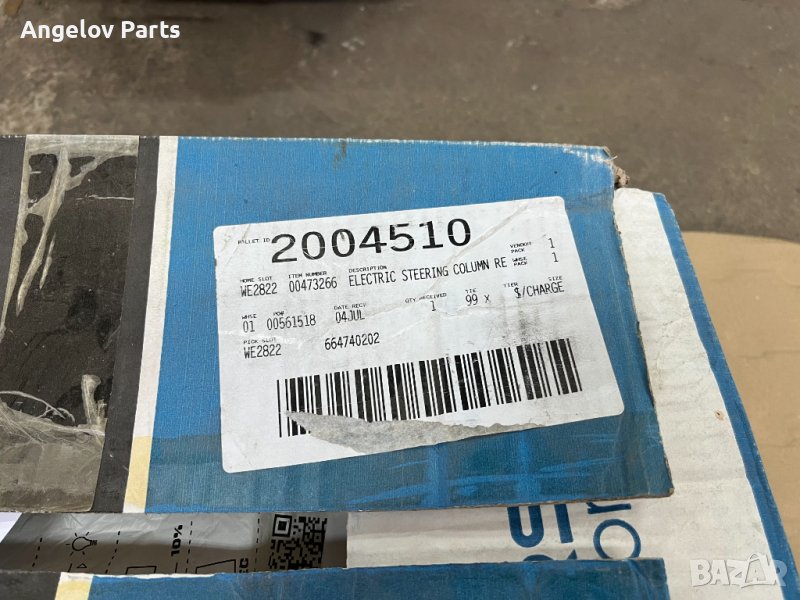 Angelov Parts
PALLET ID 2004510
VENDOR PACK 1
HOME SLOT ITEM NUMBER DESCRIPTION WHSE PACK 1
WE2822 00473266 ELECTRIC STEERING COLUMN RE
WHSE PO# DATE RECV QTY RECEIVED TIE TIER SIZE
01 00561518 04JUL 1 99 X $/CHARGE
PICK SLOT
WE2822 664740202
10%
BAZAR